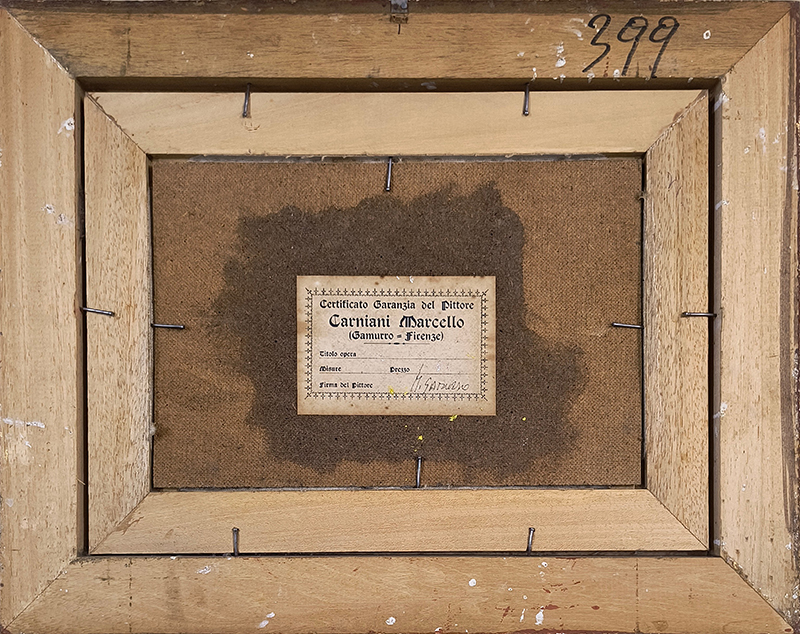 399
Certificato Garanzia del Pittore
Carniani Marcello
(Gamurro = Firenze)
Titolo opera
Misure Prezzo
Firma del Pittore